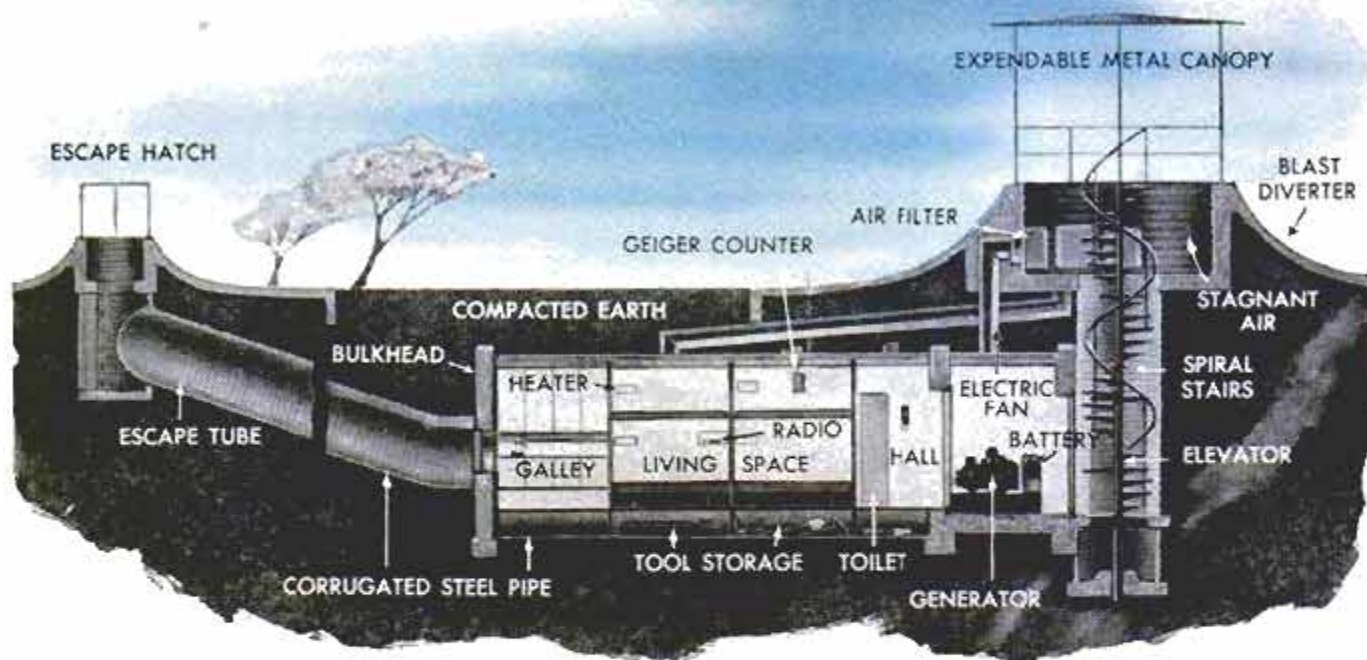 EXPENDABLE METAL CANOPY
ESCAPE HATCH
BLAST
DIVERTER
AIR FILTER
GEIGER COUNTER
STAGNANT
AIR
COMPACTED EARTH
BULKHEAD
HEATER
ELECTRIC
FAN
SPIRAL
STAIRS
ESCAPE TUBE
RADIO
BATTERY
GALLEY
LIVING SPACE
HALL
ELEVATOR
TOOL STORAGE
TOILET
CORRUGATED STEEL PIPE
GENERATOR